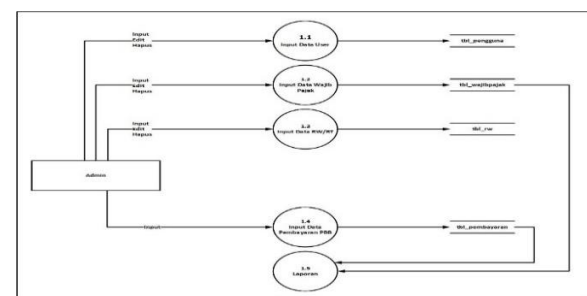 1.1
Input Data User
Input
Edit
Hapus
tbl_pengguna
1.2
Input Data Wajib
Pajak
Input
Edit
Hapus
tbl_wajibpajak
1.3
Input Data RW/RT
Input
Edit
Hapus
tbl_rw
Admin
1.4
Input Data
Pembayaran PBB
Input
tbl_pembayaran
1.5
Laporan